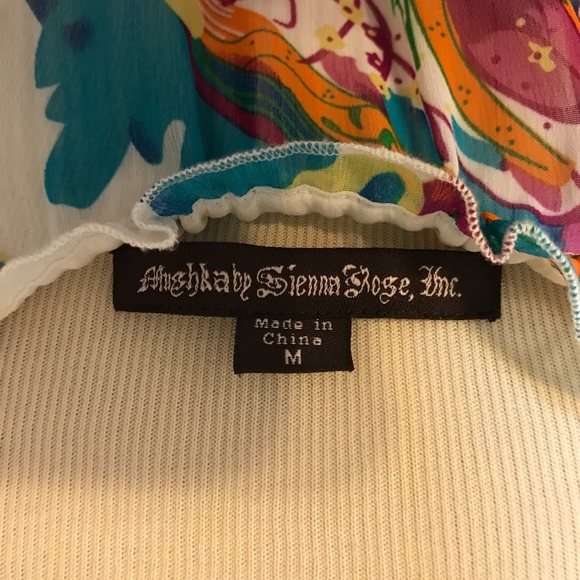 Mushka by Sienna Rose, Inc.
Made in
China
M